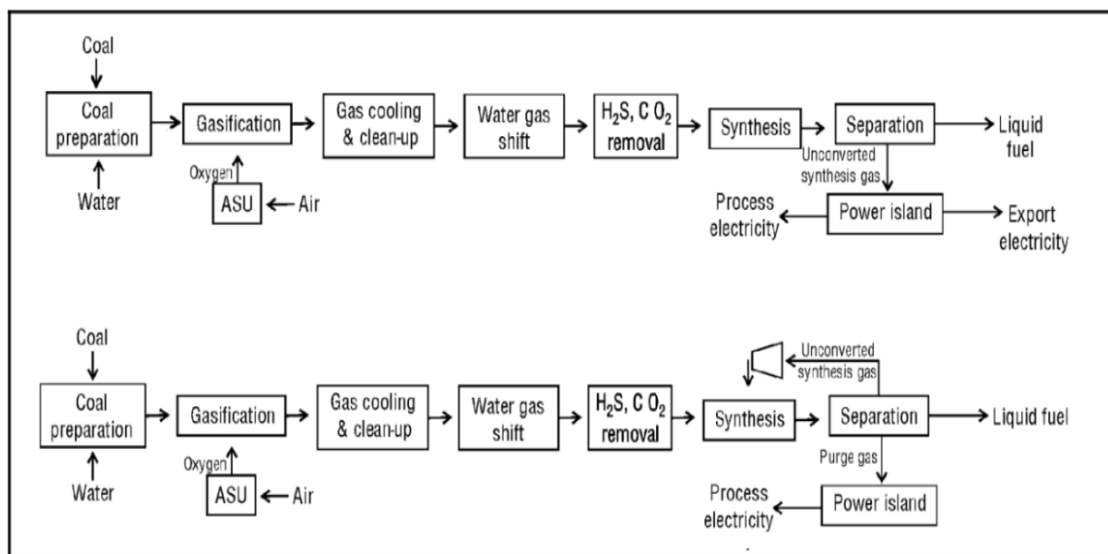 Coal
Coal
preparation
Water
Gasification
Oxygen
ASU
Air
Gas cooling
& clean-up
Water gas
shift
H₂S, C O₂
removal
Synthesis
Separation
Liquid
fuel
Unconverted
synthesis gas
Process
electricity
Power island
Export
electricity
Coal
Coal
preparation
Water
Gasification
Oxygen
ASU
Air
Gas cooling
& clean-up
Water gas
shift
H₂S, C O₂
removal
Synthesis
Unconverted
synthesis gas
Separation
Liquid fuel
Purge gas
Process
electricity
Power island